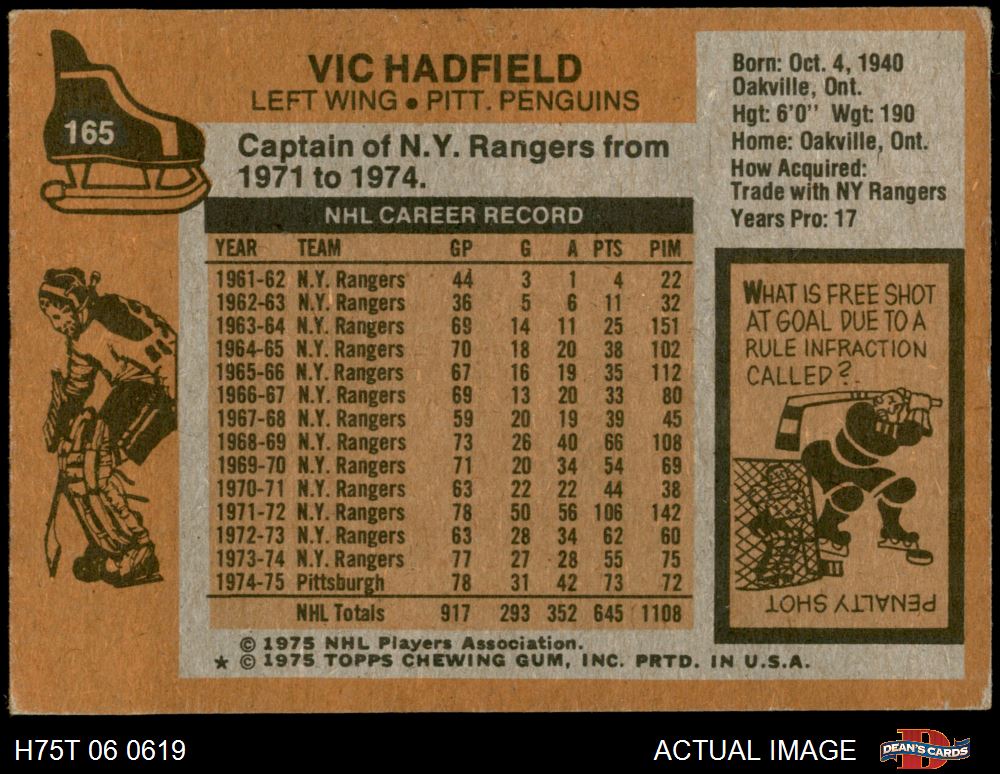 165
VIC HADFIELD
LEFT WING • PITT. PENGUINS
Captain of N.Y. Rangers from
1971 to 1974.
Born: Oct. 4, 1940
Oakville, Ont.
Hgt: 6'0" Wgt: 190
Home: Oakville, Ont.
How Acquired:
Trade with NY Rangers
Years Pro: 17
NHL CAREER RECORD
YEAR TEAM GP G A PTS PIM
1961-62 N.Y. Rangers 44 3 1 4 22
1962-63 N.Y. Rangers 36 5 6 11 32
1963-64 N.Y. Rangers 69 14 11 25 151
1964-65 N.Y. Rangers 70 18 20 38 102
1965-66 N.Y. Rangers 67 16 19 35 112
1966-67 N.Y. Rangers 69 13 20 33 80
1967-68 N.Y. Rangers 59 20 19 39 45
1968-69 N.Y. Rangers 73 26 40 66 108
1969-70 N.Y. Rangers 71 20 34 54 69
1970-71 N.Y. Rangers 63 22 22 44 38
1971-72 N.Y. Rangers 78 50 56 106 142
1972-73 N.Y. Rangers 63 28 34 62 60
1973-74 N.Y. Rangers 77 27 28 55 75
1974-75 Pittsburgh 78 31 42 73 72
NHL Totals 917 293 352 645 1108
© 1975 NHL Players Association.
★ © 1975 TOPPS CHEWING GUM, INC. PRTD. IN U.S.A.
WHAT IS FREE SHOT
AT GOAL DUE TO A
RULE INFRACTION
CALLED?
PENALTY SHOT
H75T 06 0619
ACTUAL IMAGE
D
DEAN'S CARDS